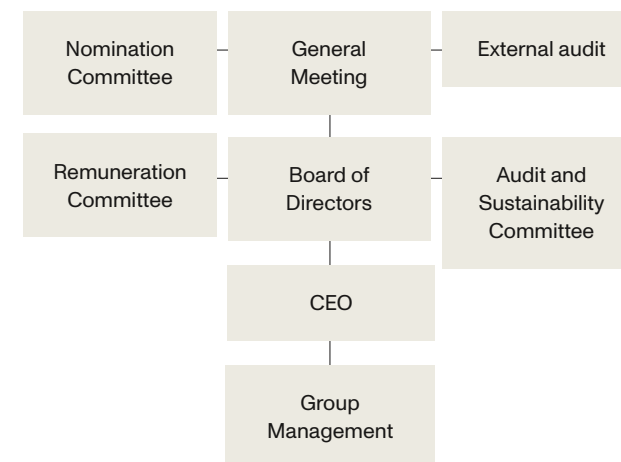 Nomination
Committee
General
Meeting
External audit
Remuneration
Committee
Board of
Directors
Audit and
Sustainability
Committee
CEO
Group
Management